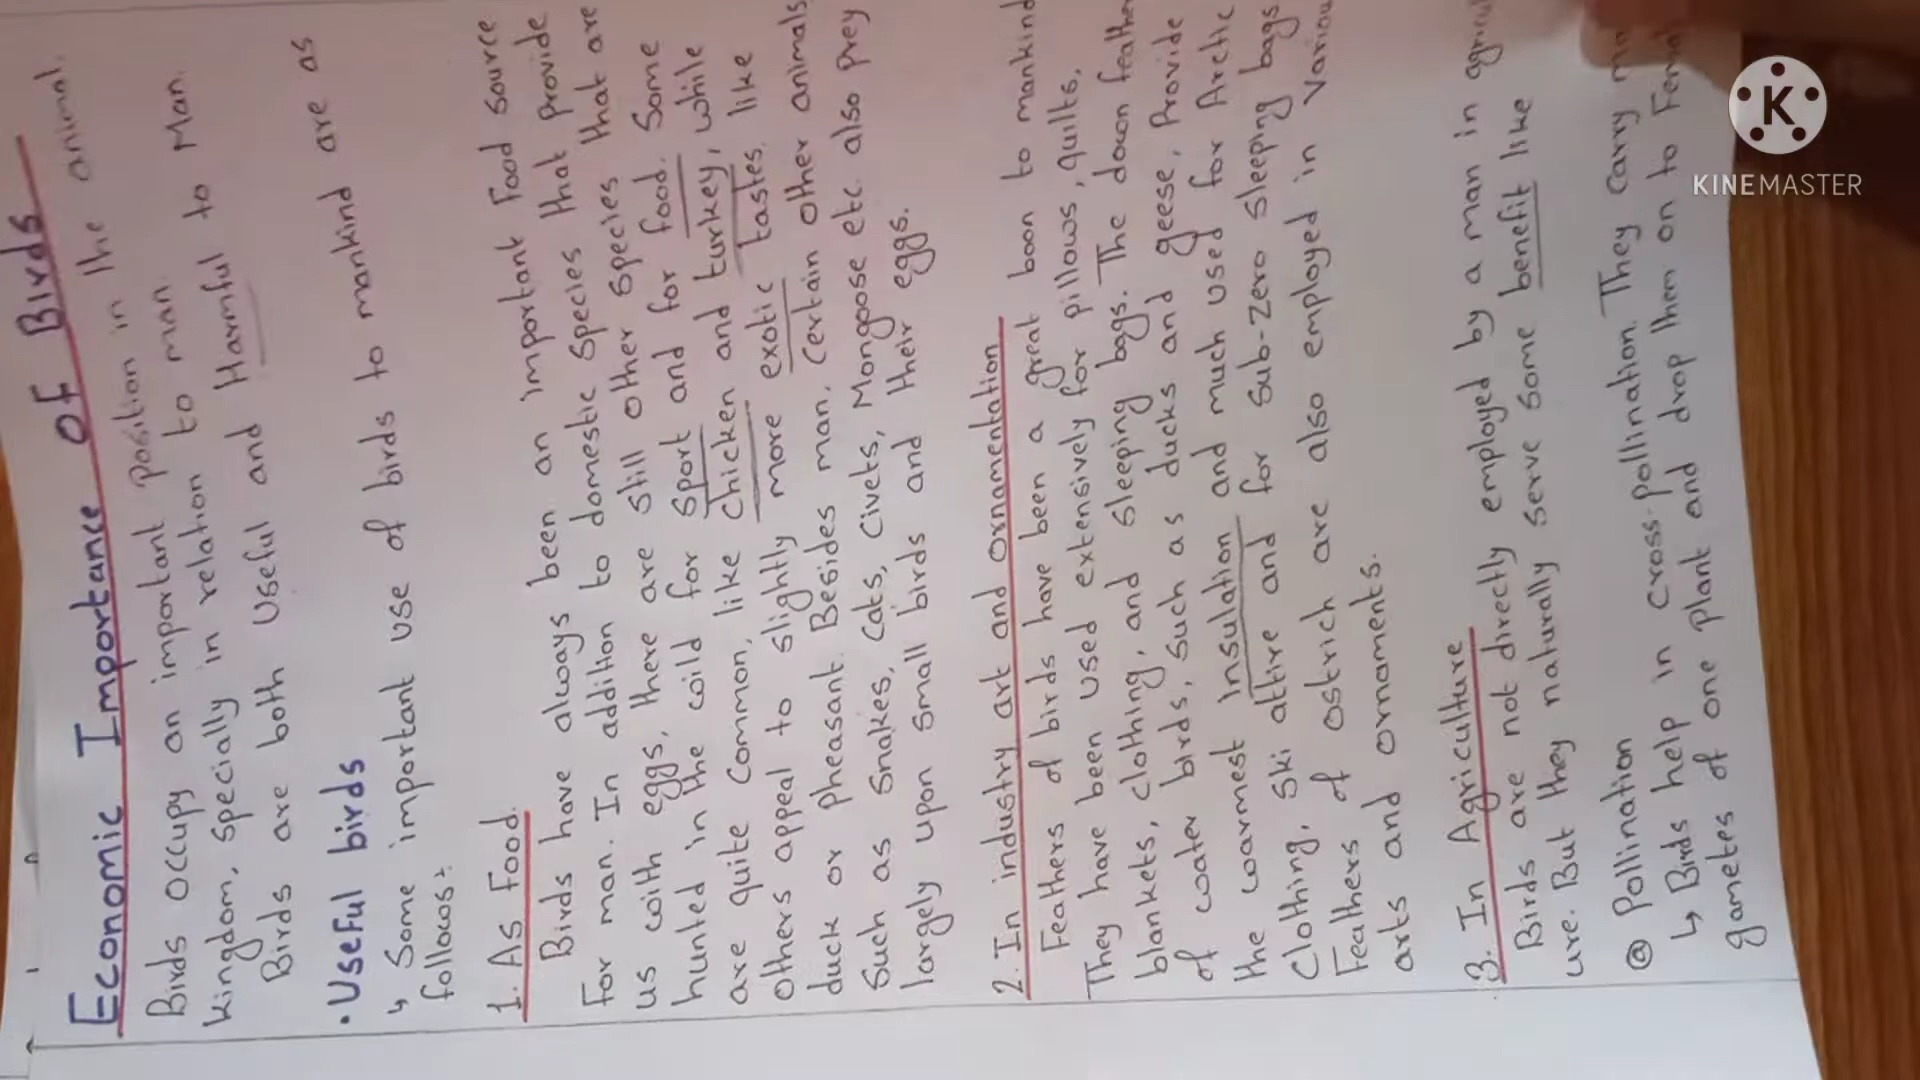 Economic Importance of Birds
Birds occupy an important position in the animal
kingdom, specially in relation to man
Birds are both Useful and Harmful to Man.
• Useful birds
↳ Some important use of birds to mankind are as
follows:
1. As Food.
Birds have always been an important food source
for man. In addition to domestic species that provide
us with eggs, there are still other species that are
hunted in the wild for sport and for food. Some
are quite common, like chicken and turkey, while
others appeal to slightly more exotic tastes. like
duck or pheasant. Besides man, certain other animals
such as snakes, cats, civets, Mongoose etc. also prey
largely upon small birds and their eggs.
2. In industry art and ornamentation
Feathers of birds have been a great boon to mankind
They have been used extensively for pillows, quilts,
blankets, clothing, and sleeping bags. The down feather
of water birds, such as ducks and geese, provide
the warmest insulation and much used for Arctic
clothing, ski attire and for sub-zero sleeping bags
Feathers of ostrich are also employed in variou
arts and ornaments.
3. In Agriculture
Birds are not directly employed by a man in agricul
ure. But they naturally serve some benefit like
@ Pollination
↳ Birds help in cross-pollination. They carry
gametes of one plant and drop them on to Femal
K
KINEMASTER